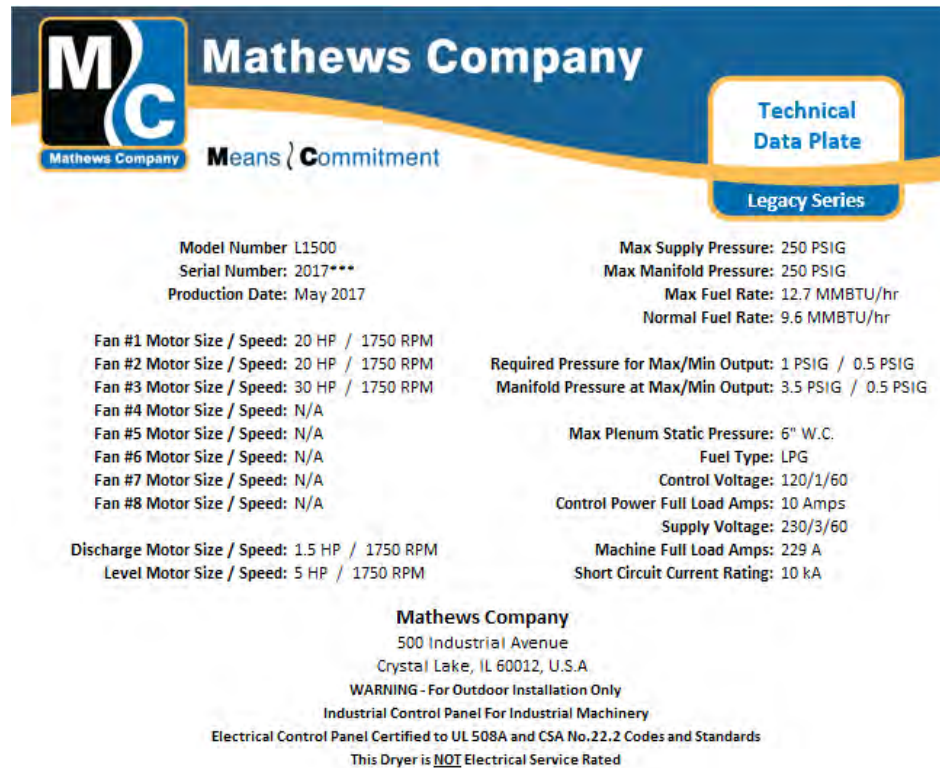 M
C
Mathews Company
Mathews Company
Means Commitment
Technical
Data Plate
Legacy Series
Model Number L1500
Serial Number: 2017***
Production Date: May 2017
Fan #1 Motor Size / Speed: 20 HP / 1750 RPM
Fan #2 Motor Size / Speed: 20 HP / 1750 RPM
Fan #3 Motor Size / Speed: 30 HP / 1750 RPM
Fan #4 Motor Size / Speed: N/A
Fan #5 Motor Size / Speed: N/A
Fan #6 Motor Size / Speed: N/A
Fan #7 Motor Size / Speed: N/A
Fan #8 Motor Size / Speed: N/A
Discharge Motor Size / Speed: 1.5 HP / 1750 RPM
Level Motor Size / Speed: 5 HP / 1750 RPM
Max Supply Pressure: 250 PSIG
Max Manifold Pressure: 250 PSIG
Max Fuel Rate: 12.7 MMBTU/hr
Normal Fuel Rate: 9.6 MMBTU/hr
Required Pressure for Max/Min Output: 1 PSIG / 0.5 PSIG
Manifold Pressure at Max/Min Output: 3.5 PSIG / 0.5 PSIG
Max Plenum Static Pressure: 6" W.C.
Fuel Type: LPG
Control Voltage: 120/1/60
Control Power Full Load Amps: 10 Amps
Supply Voltage: 230/3/60
Machine Full Load Amps: 229 A
Short Circuit Current Rating: 10 kA
Mathews Company
500 Industrial Avenue
Crystal Lake, IL 60012, U.S.A
WARNING - For Outdoor Installation Only
Industrial Control Panel For Industrial Machinery
Electrical Control Panel Certified to UL 508A and CSA No.22.2 Codes and Standards
This Dryer is NOT Electrical Service Rated